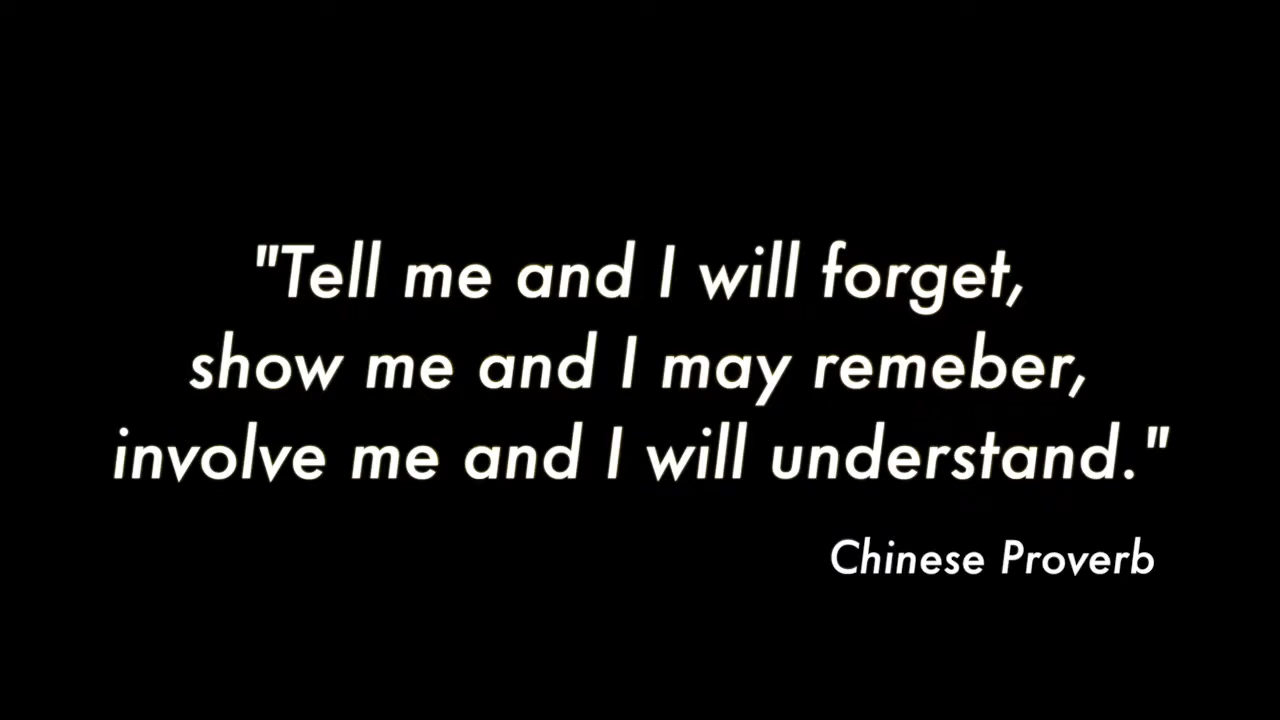 "Tell me and I will forget,
show me and I may remeber,
involve me and I will understand."
Chinese Proverb